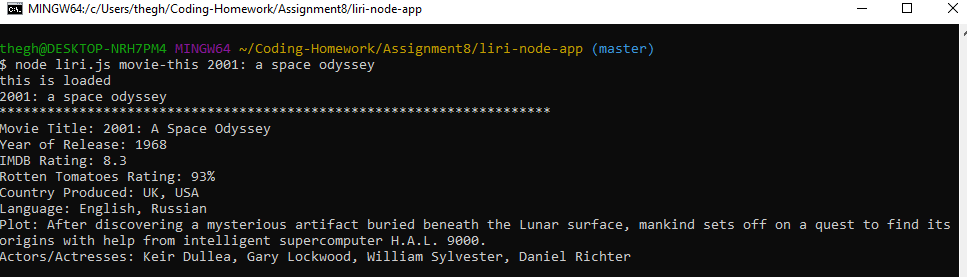 MINGW64:/c/Users/thegh/Coding-Homework/Assignment8/liri-node-app
thegh@DESKTOP-NRH7PM4 MINGW64 ~/Coding-Homework/Assignment8/liri-node-app (master)
$ node liri.js movie-this 2001: a space odyssey
this is loaded
2001: a space odyssey
*********************************************************************
Movie Title: 2001: A Space Odyssey
Year of Release: 1968
IMDB Rating: 8.3
Rotten Tomatoes Rating: 93%
Country Produced: UK, USA
Language: English, Russian
Plot: After discovering a mysterious artifact buried beneath the Lunar surface, mankind sets off on a quest to find its
origins with help from intelligent supercomputer H.A.L. 9000.
Actors/Actresses: Keir Dullea, Gary Lockwood, William Sylvester, Daniel Richter